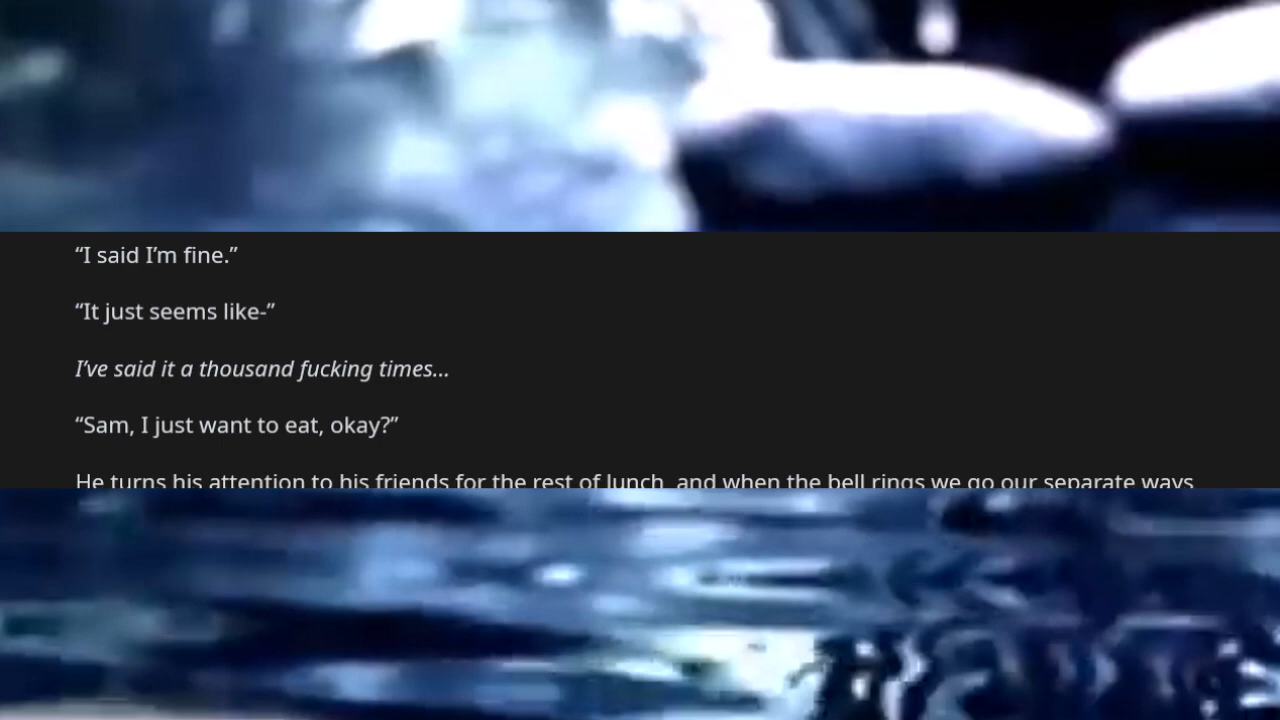 “I said I’m fine.”
“It just seems like-”
I’ve said it a thousand fucking times...
“Sam, I just want to eat, okay?”
He turns his attention to his friends for the rest of lunch, and when the bell rings we go our separate ways